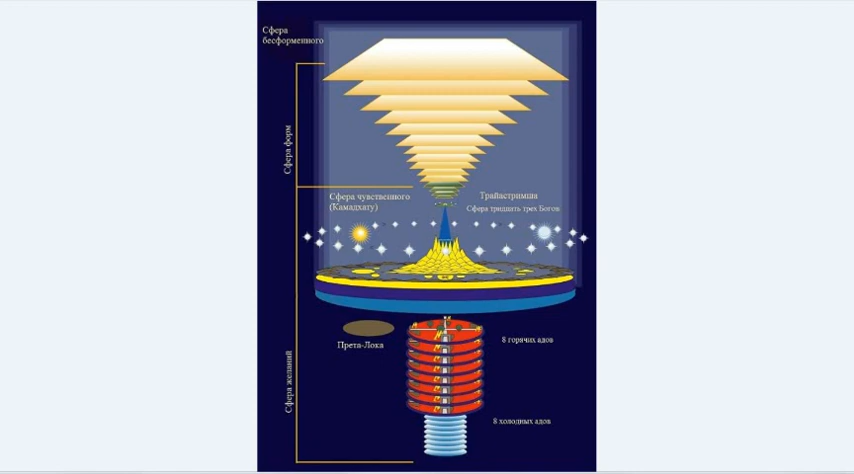 Сфера
бесформенного
Сфера форм
Сфера чувственного
(Камадхату)
Трайастримша
Сфера тридцать трех Богов
Прета-Лока
8 горячих адов
Сфера желаний
8 холодных адов